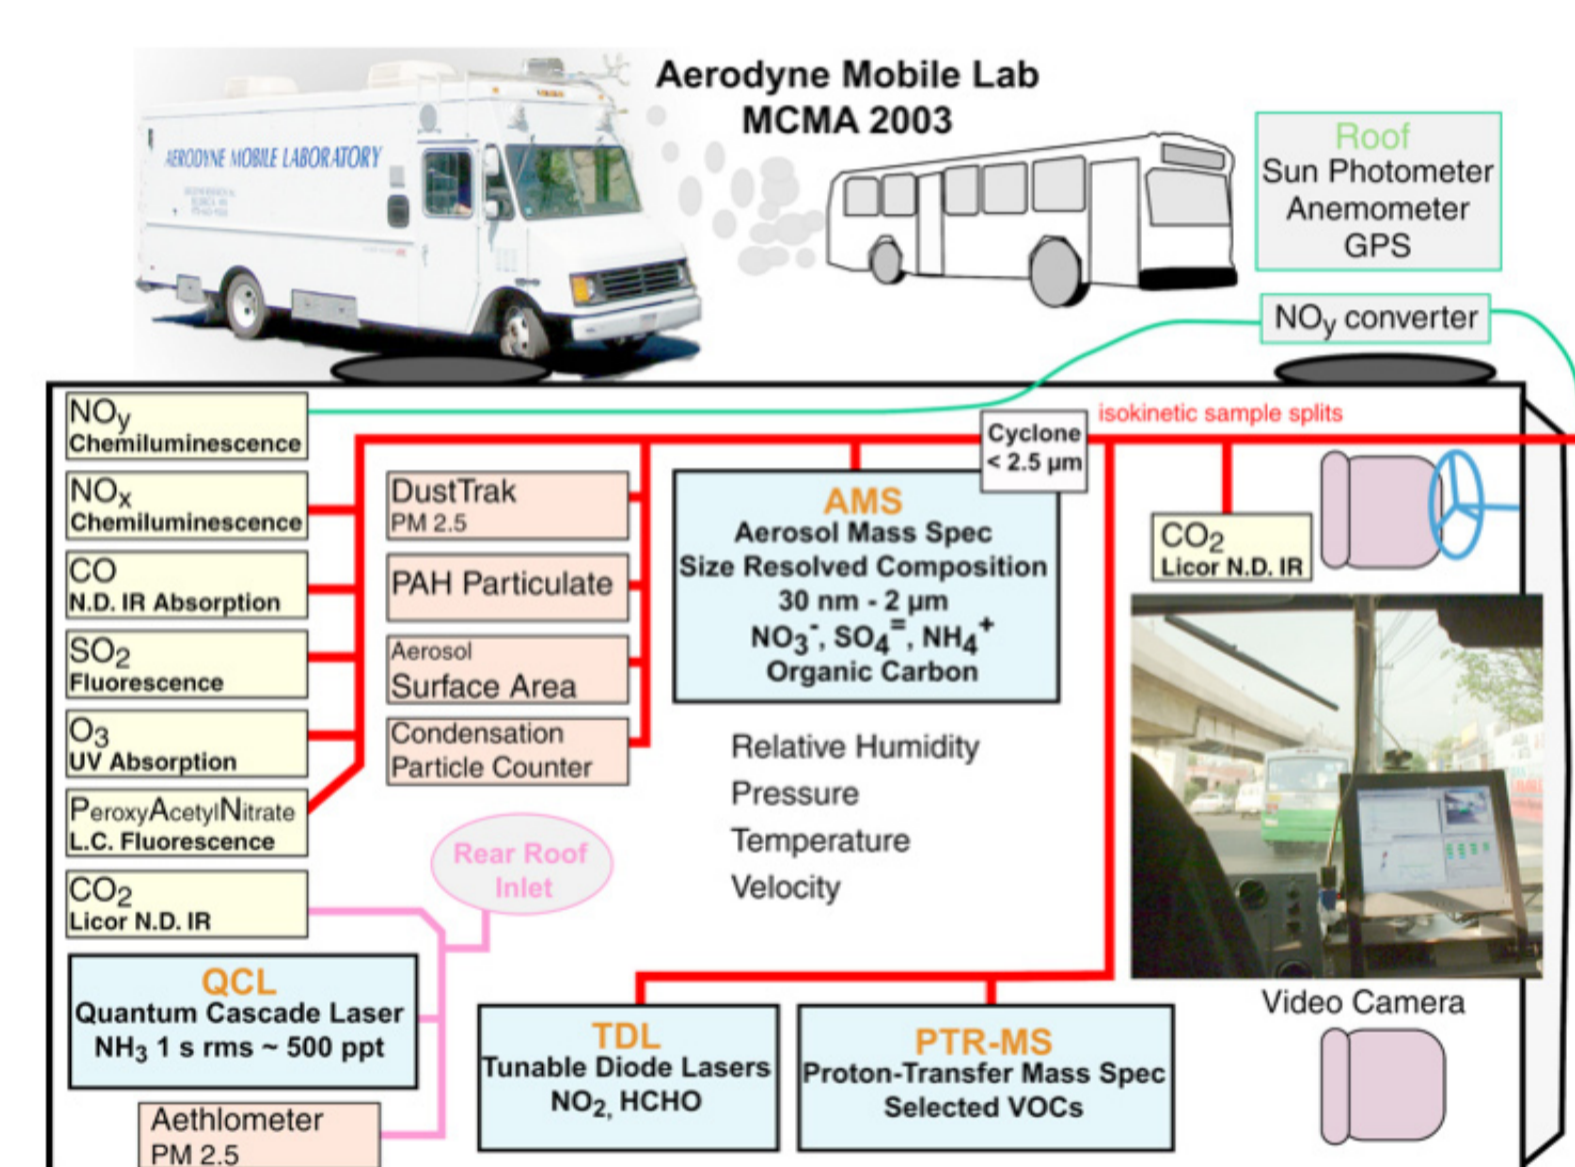 Aerodyne Mobile Lab
MCMA 2003
AERODYNE MOBILE LABORATORY
Roof
Sun Photometer
Anemometer
GPS
NOy converter
NOy
Chemiluminescence
isokinetic sample splits
Cyclone
< 2.5 µm
NOx
Chemiluminescence
CO
N.D. IR Absorption
SO2
Fluorescence
O3
UV Absorption
PeroxyAcetylNitrate
L.C. Fluorescence
CO2
Licor N.D. IR
DustTrak
PM 2.5
PAH Particulate
Aerosol
Surface Area
Condensation
Particle Counter
AMS
Aerosol Mass Spec
Size Resolved Composition
30 nm - 2 µm
NO3-, SO4=, NH4+
Organic Carbon
CO2
Licor N.D. IR
Relative Humidity
Pressure
Temperature
Velocity
Rear Roof
Inlet
QCL
Quantum Cascade Laser
NH3 1 s rms ~ 500 ppt
Aethlometer
PM 2.5
TDL
Tunable Diode Lasers
NO2, HCHO
PTR-MS
Proton-Transfer Mass Spec
Selected VOCs
Video Camera